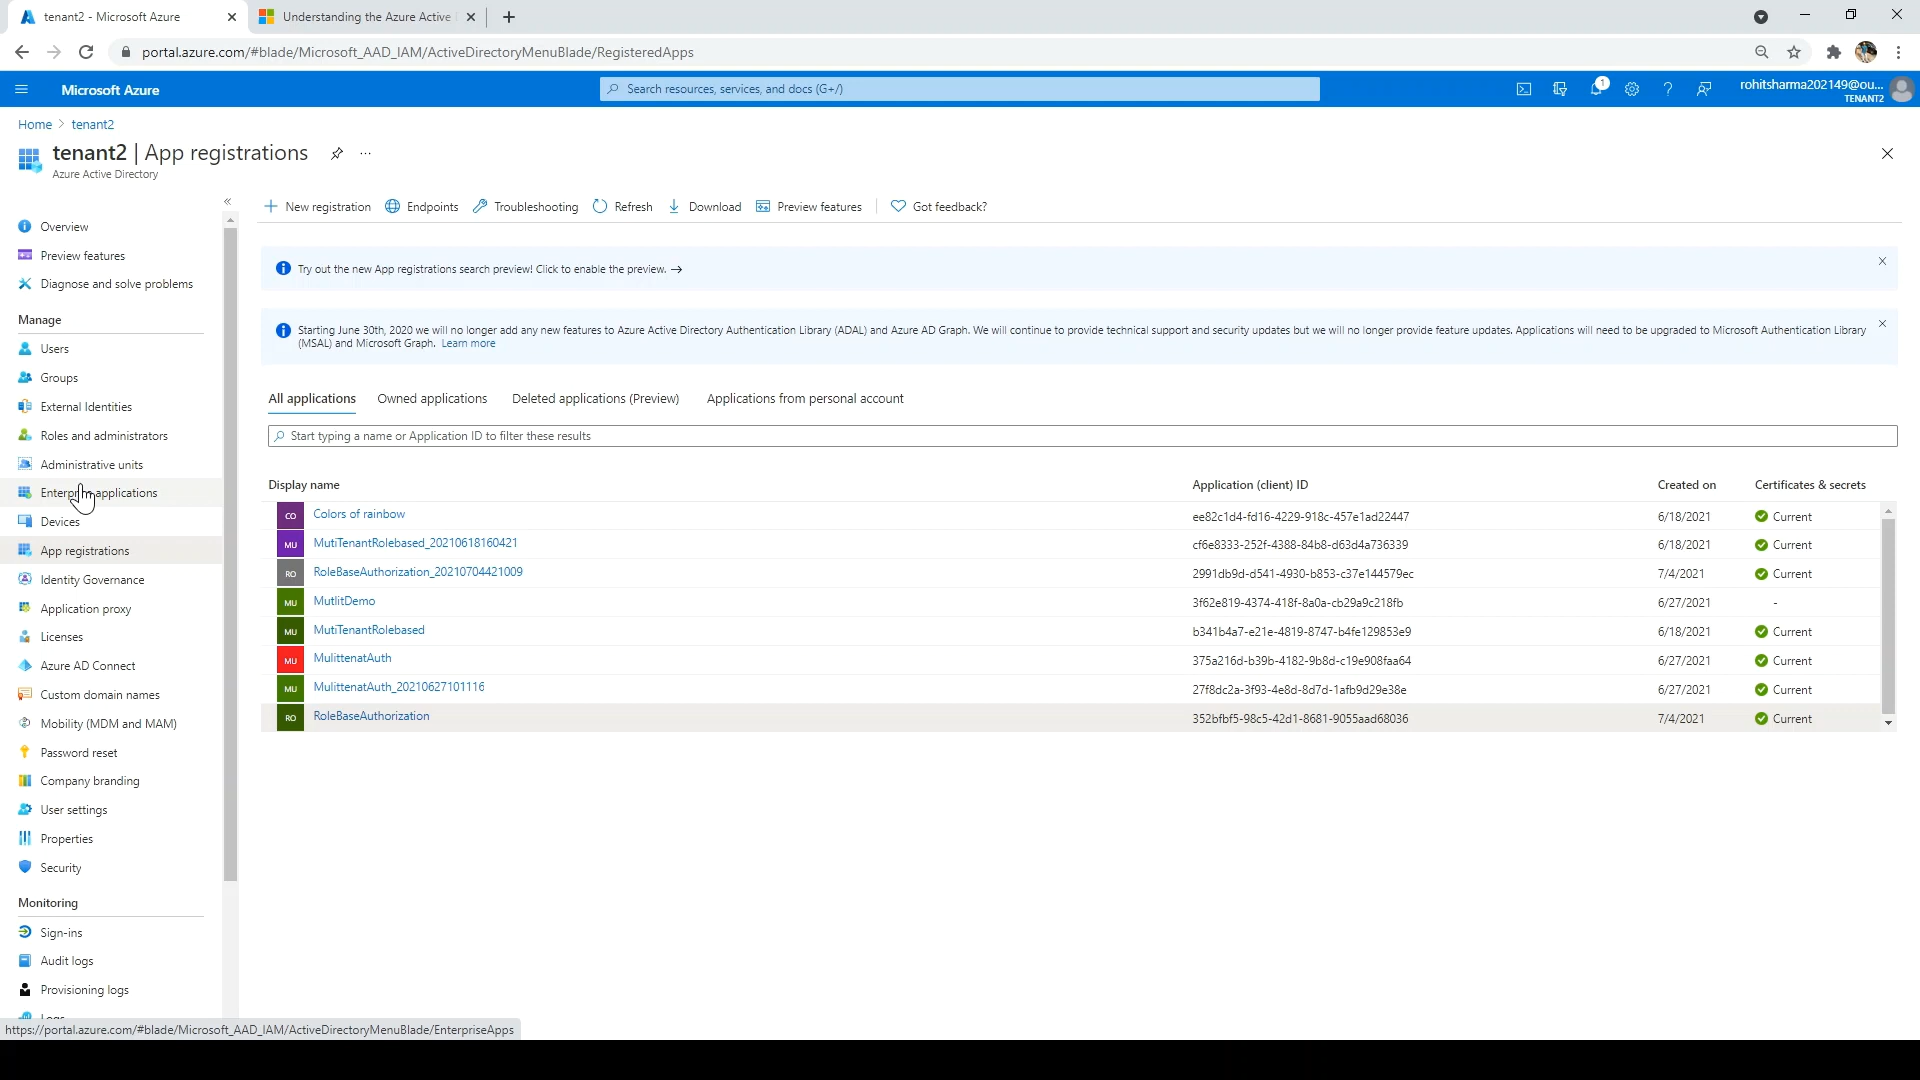 tenant2 - Microsoft Azure
Understanding the Azure Active
portal.azure.com/#blade/Microsoft_AAD_IAM/ActiveDirectoryMenuBlade/RegisteredApps
Microsoft Azure
Search resources, services, and docs (G+/)
1
rohitsharma202149@ou...
TENANT2
Home > tenant2
tenant2 | App registrations
...
Azure Active Directory
Overview
Preview features
Diagnose and solve problems
Manage
Users
Groups
External Identities
Roles and administrators
Administrative units
Enterprise applications
Devices
App registrations
Identity Governance
Application proxy
Licenses
Azure AD Connect
Custom domain names
Mobility (MDM and MAM)
Password reset
Company branding
User settings
Properties
Security
Monitoring
Sign-ins
Audit logs
Provisioning logs
Logs
https://portal.azure.com/#blade/Microsoft_AAD_IAM/ActiveDirectoryMenuBlade/EnterpriseApps
New registration Endpoints Troubleshooting Refresh Download Preview features Got feedback?
Try out the new App registrations search preview! Click to enable the preview. →
Starting June 30th, 2020 we will no longer add any new features to Azure Active Directory Authentication Library (ADAL) and Azure AD Graph. We will continue to provide technical support and security updates but we will no longer provide feature updates. Applications will need to be upgraded to Microsoft Authentication Library
(MSAL) and Microsoft Graph. Learn more
All applications Owned applications Deleted applications (Preview) Applications from personal account
Start typing a name or Application ID to filter these results
Display name Application (client) ID Created on Certificates & secrets
CO Colors of rainbow ee82c1d4-fd16-4229-918c-457e1ad22447 6/18/2021 Current
MU MutiTenantRolebased_20210618160421 cf6e8333-252f-4388-84b8-d63d4a736339 6/18/2021 Current
RO RoleBaseAuthorization_20210704421009 2991db9d-d541-4930-b853-c37e144579ec 7/4/2021 Current
MU MutlitDemo 3f62e819-4374-418f-8a0a-cb29a9c218fb 6/27/2021 -
MU MutiTenantRolebased b341b4a7-e21e-4819-8747-b4fe129853e9 6/18/2021 Current
MU MulittenatAuth 375a216d-b39b-4182-9b8d-c19e908faa64 6/27/2021 Current
MU MulittenatAuth_20210627101116 27f8dc2a-3f93-4e8d-8d7d-1afb9d29e38e 6/27/2021 Current
RO RoleBaseAuthorization 352bfbf5-98c5-42d1-8681-9055aad68036 7/4/2021 Current